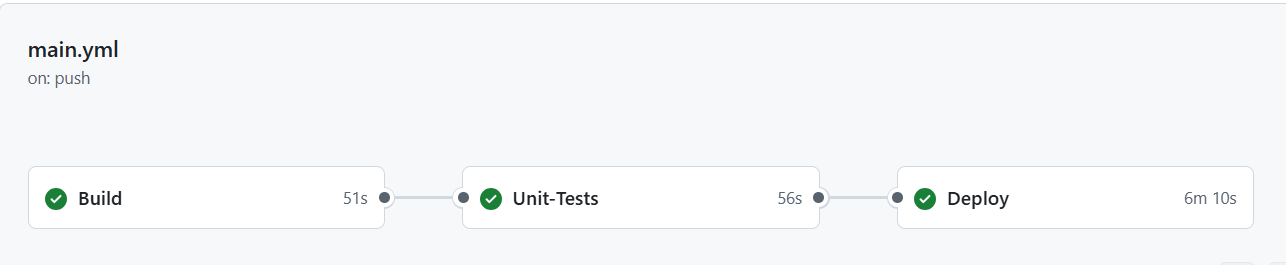 main.yml
on: push
Build 51s
Unit-Tests 56s
Deploy 6m 10s